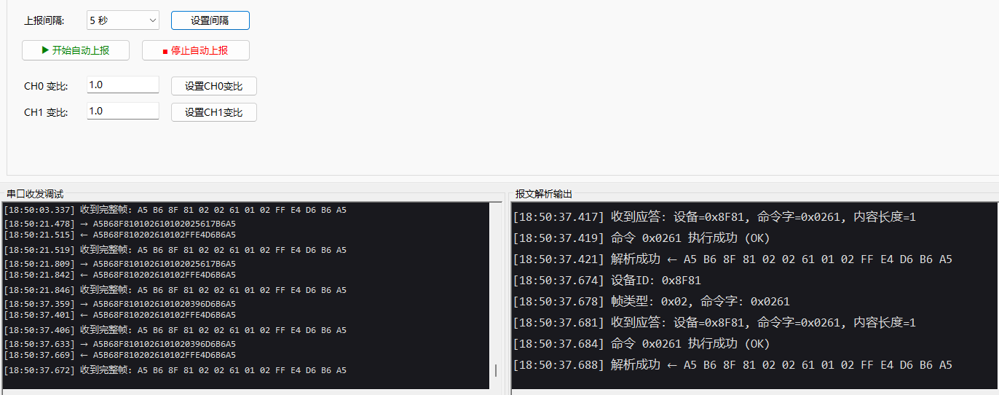 上报间隔: 5 秒 设置间隔
▶ 开始自动上报 ■ 停止自动上报
CH0 变比: 1.0 设置CH0变比
CH1 变比: 1.0 设置CH1变比
串口收发调试
[18:50:03.337] 收到完整帧: A5 B6 8F 81 02 02 61 01 02 FF E4 D6 B6 A5
[18:50:21.478] → A5B68F810102610102025617B6A5
[18:50:21.515] ← A5B68F810202610102FFE4D6B6A5
[18:50:21.519] 收到完整帧: A5 B6 8F 81 02 02 61 01 02 FF E4 D6 B6 A5
[18:50:21.809] → A5B68F810102610102025617B6A5
[18:50:21.842] ← A5B68F810202610102FFE4D6B6A5
[18:50:21.846] 收到完整帧: A5 B6 8F 81 02 02 61 01 02 FF E4 D6 B6 A5
[18:50:37.359] → A5B68F8101026101020396D6B6A5
[18:50:37.401] ← A5B68F810202610102FFE4D6B6A5
[18:50:37.406] 收到完整帧: A5 B6 8F 81 02 02 61 01 02 FF E4 D6 B6 A5
[18:50:37.633] → A5B68F8101026101020396D6B6A5
[18:50:37.669] ← A5B68F810202610102FFE4D6B6A5
[18:50:37.672] 收到完整帧: A5 B6 8F 81 02 02 61 01 02 FF E4 D6 B6 A5
报文解析输出
[18:50:37.417] 收到应答: 设备=0x8F81, 命令字=0x0261, 内容长度=1
[18:50:37.419] 命令 0x0261 执行成功 (OK)
[18:50:37.421] 解析成功 ← A5 B6 8F 81 02 02 61 01 02 FF E4 D6 B6 A5
[18:50:37.674] 设备ID: 0x8F81
[18:50:37.678] 帧类型: 0x02, 命令字: 0x0261
[18:50:37.681] 收到应答: 设备=0x8F81, 命令字=0x0261, 内容长度=1
[18:50:37.684] 命令 0x0261 执行成功 (OK)
[18:50:37.688] 解析成功 ← A5 B6 8F 81 02 02 61 01 02 FF E4 D6 B6 A5